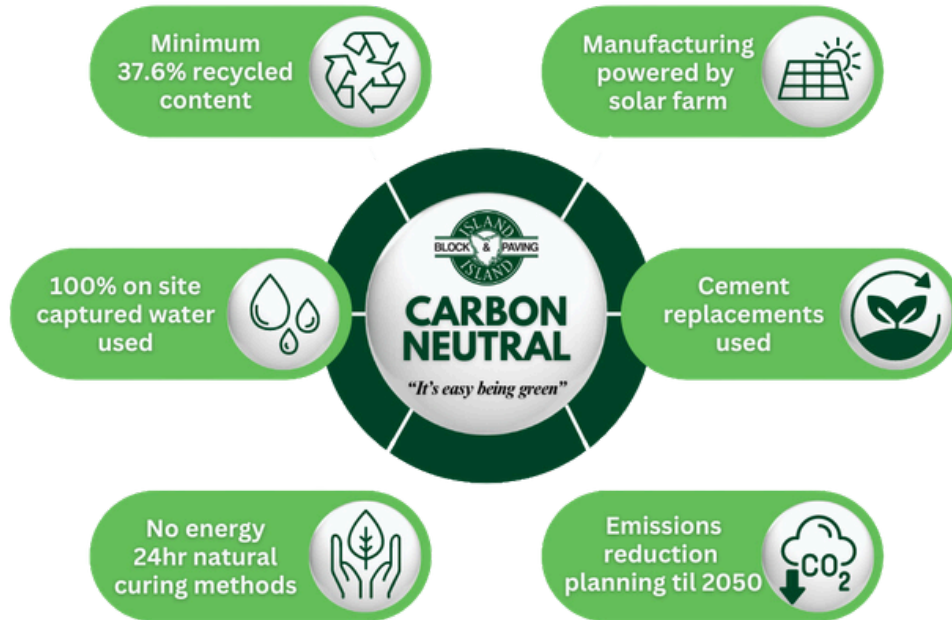 Minimum
37.6% recycled
content
Manufacturing
powered by
solar farm
ISLAND
BLOCK & PAVING
ISLAND
CARBON
NEUTRAL
“It’s easy being green”
100% on site
captured water
used
Cement
replacements
used
No energy
24hr natural
curing methods
Emissions
reduction
planning til 2050
CO2